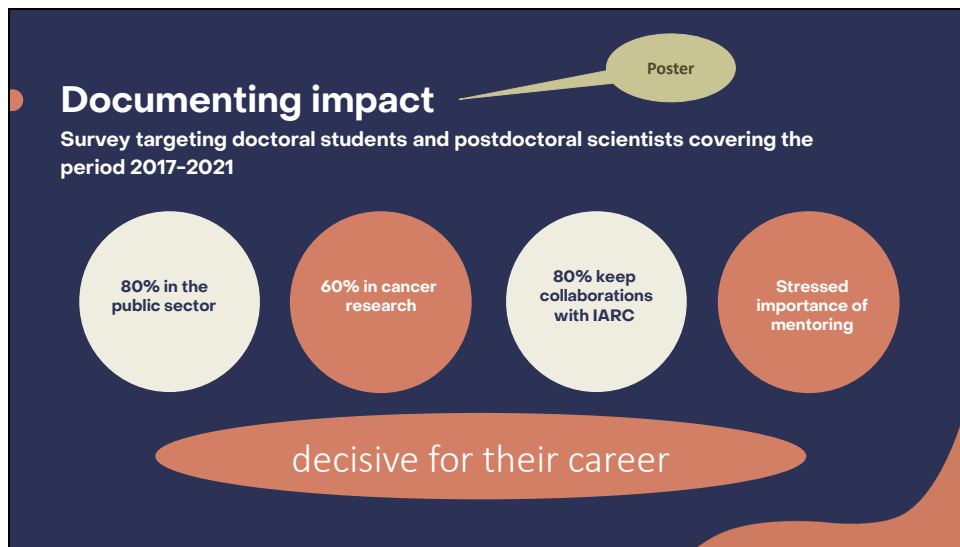 Poster
Documenting impact
Survey targeting doctoral students and postdoctoral scientists covering the
period 2017-2021
80% in the
public sector
60% in cancer
research
80% keep
collaborations
with IARC
Stressed
importance of
mentoring
decisive for their career